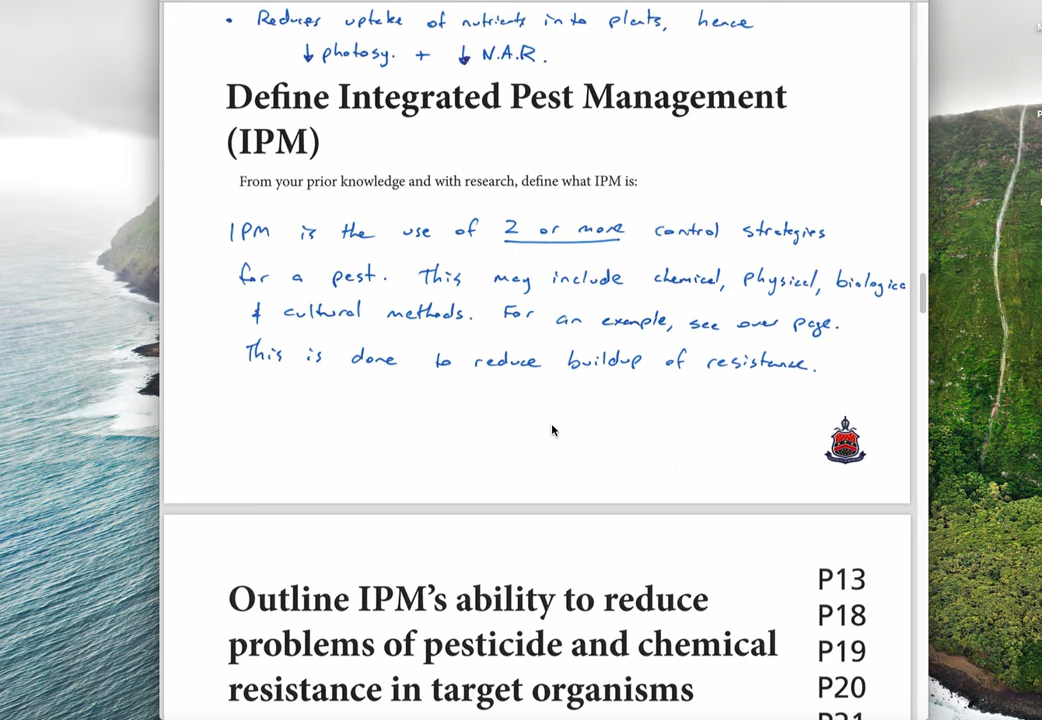 • Reduces uptake of nutrients into plants, hence
↓ photosy. + ↓ N.A.R.
Define Integrated Pest Management
(IPM)
From your prior knowledge and with research, define what IPM is:
IPM is the use of 2 or more control strategies
for a pest. This may include chemical, physical, biologica
& cultural methods. For an example, see over page.
This is done to reduce buildup of resistance.
Outline IPM's ability to reduce
problems of pesticide and chemical
resistance in target organisms
P13
P18
P19
P20
P21